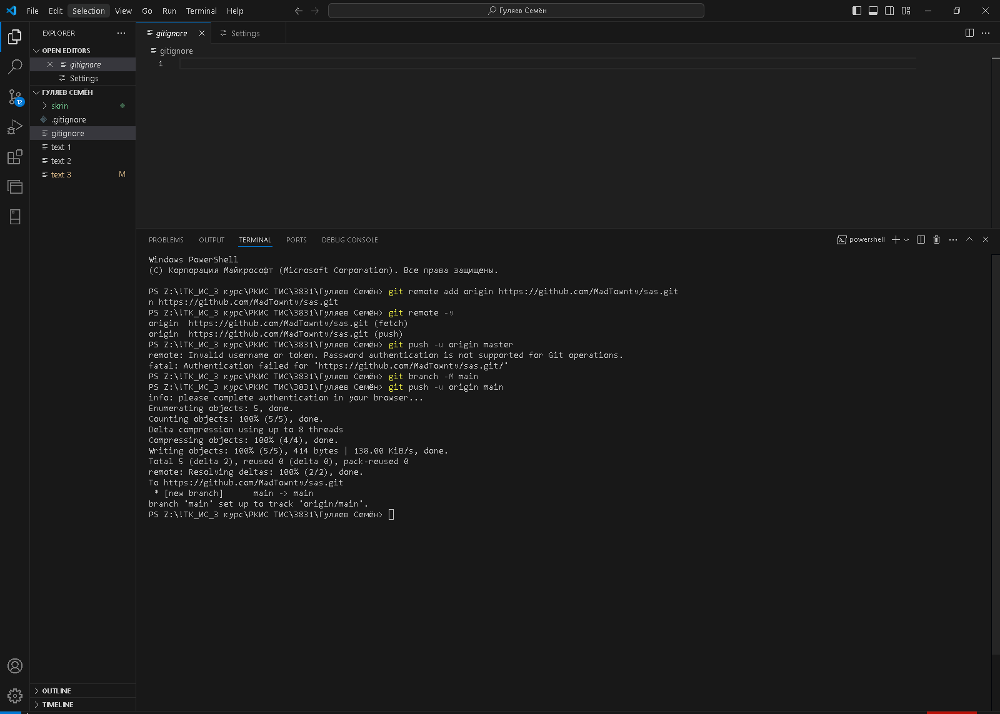 File Edit Selection View Go Run Terminal Help
Гуляев Семён
EXPLORER
OPEN EDITORS
gitignore
Settings
12
ГУЛЯЕВ СЕМЁН
skrin
.gitignore
gitignore
text 1
text 2
text 3 M
OUTLINE
TIMELINE
gitignore Settings
gitignore
1
PROBLEMS OUTPUT TERMINAL PORTS DEBUG CONSOLE powershell
Windows PowerShell
(C) Корпорация Майкрософт (Microsoft Corporation). Все права защищены.
PS Z:\!ТК_ИС_3 курс\РКИС ТИС\3831\Гуляев Семён> git remote add origin https://github.com/MadTowntv/sas.git
n https://github.com/MadTowntv/sas.git
PS Z:\!ТК_ИС_3 курс\РКИС ТИС\3831\Гуляев Семён> git remote -v
origin  https://github.com/MadTowntv/sas.git (fetch)
origin  https://github.com/MadTowntv/sas.git (push)
PS Z:\!ТК_ИС_3 курс\РКИС ТИС\3831\Гуляев Семён> git push -u origin master
remote: Invalid username or token. Password authentication is not supported for Git operations.
fatal: Authentication failed for 'https://github.com/MadTowntv/sas.git/'
PS Z:\!ТК_ИС_3 курс\РКИС ТИС\3831\Гуляев Семён> git branch -M main
PS Z:\!ТК_ИС_3 курс\РКИС ТИС\3831\Гуляев Семён> git push -u origin main
info: please complete authentication in your browser...
Enumerating objects: 5, done.
Counting objects: 100% (5/5), done.
Delta compression using up to 8 threads
Compressing objects: 100% (4/4), done.
Writing objects: 100% (5/5), 414 bytes | 138.00 KiB/s, done.
Total 5 (delta 2), reused 0 (delta 0), pack-reused 0
remote: Resolving deltas: 100% (2/2), done.
To https://github.com/MadTowntv/sas.git
 * [new branch]      main -> main
branch 'main' set up to track 'origin/main'.
PS Z:\!ТК_ИС_3 курс\РКИС ТИС\3831\Гуляев Семён>